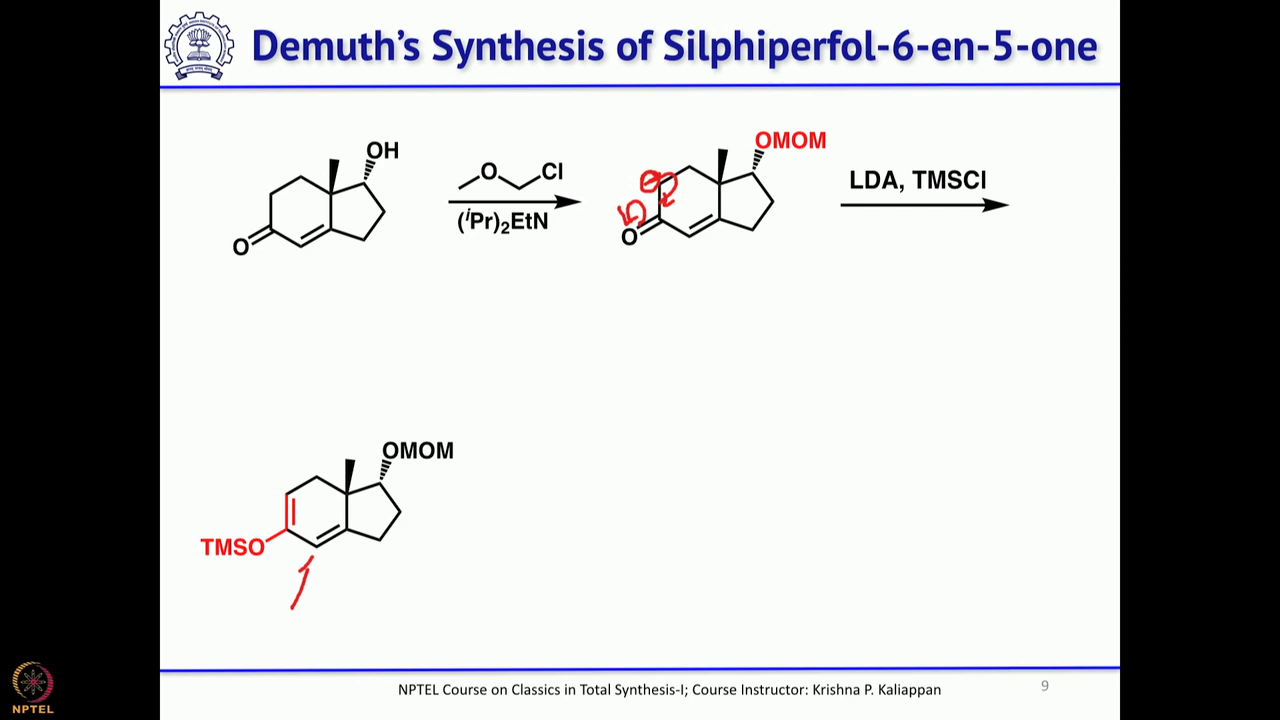 Demuth's Synthesis of Silphiperfol-6-en-5-one
OH
O
O
Cl
(ⁱPr)₂EtN
OMOM
O
LDA, TMSCl
OMOM
TMSO
NPTEL Course on Classics in Total Synthesis-I; Course Instructor: Krishna P. Kaliappan
9
NPTEL